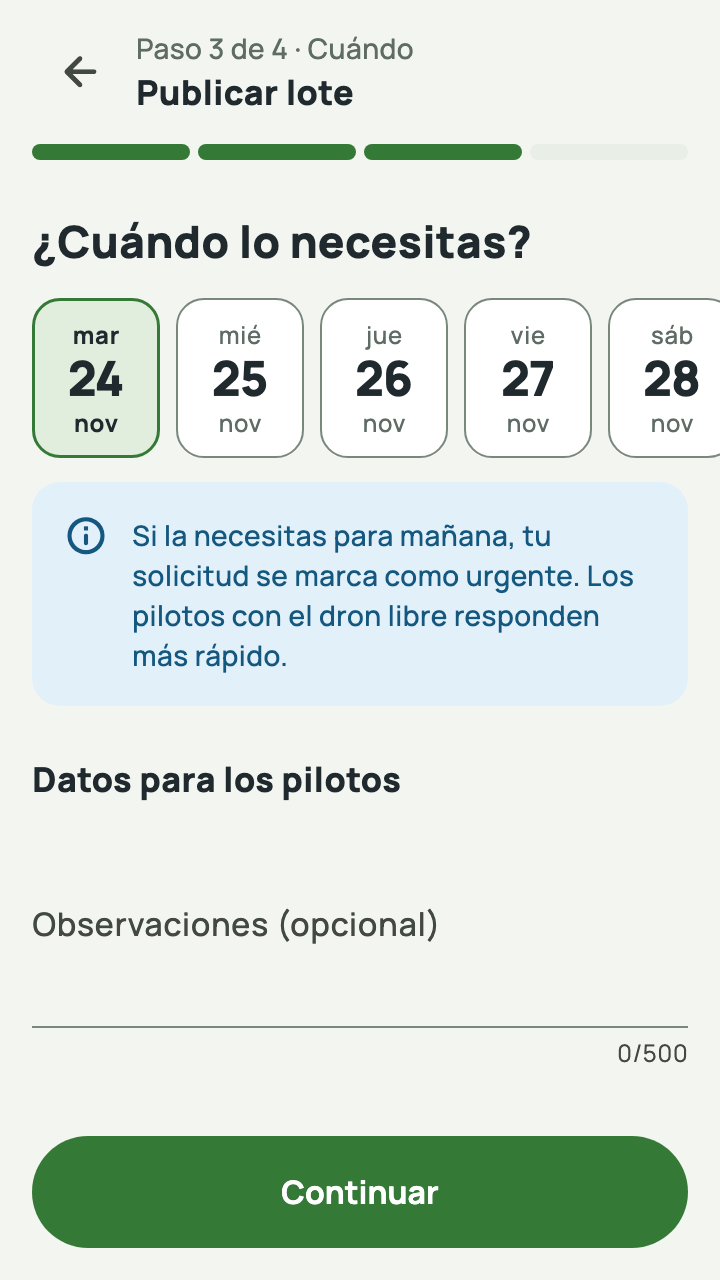 Paso 3 de 4 · Cuándo
Publicar lote
¿Cuándo lo necesitas?
mar mié jue vie sáb
24 25 26 27 28
nov nov nov nov nov
Si la necesitas para mañana, tu
solicitud se marca como urgente. Los
pilotos con el dron libre responden
más rápido.
Datos para los pilotos
Observaciones (opcional)
0/500
Continuar